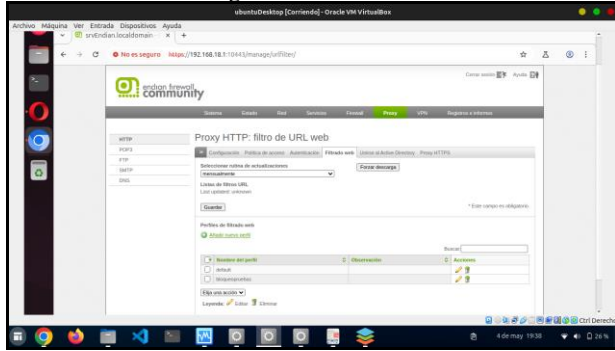 ubuntuDesktop [Corriendo] - Oracle VM VirtualBox
Archivo Máquina Ver Entrada Dispositivos Ayuda
srvEndian.localdomain
No es seguro https://192.168.18.1:10443/manage/urlfilter/
Cerrar sesión Ayuda
endian firewall
community
Sistema Estado Red Servicios Firewall Proxy VPN Registros e informes
HTTP
POP3
FTP
SMTP
DNS
Proxy HTTP: filtro de URL web
Configuración Política de acceso Autenticación Filtrado web Unirse al Active Directory Proxy HTTPS
Seleccionar rutina de actualizaciones
mensualmente
Forzar descarga
Listas de filtros URL
Last updated: unknown
Guardar
* Este campo es obligatorio.
Perfiles de filtrado web
Añadir nuevo perfil
Buscar:
Nombre del perfil Observación Acciones
default
Elija una acción
Leyenda: Editar Eliminar
Ctrl Derecho
4 de may 19:38
26 %